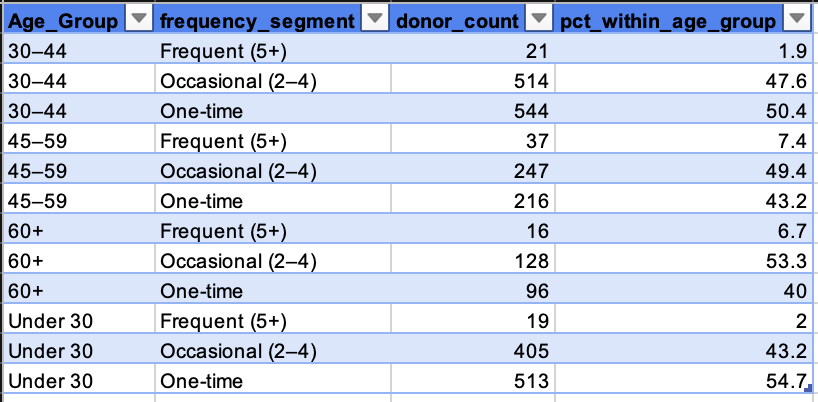 Age_Group frequency_segment donor_count pct_within_age_group
30–44 Frequent (5+) 21 1.9
30–44 Occasional (2–4) 514 47.6
30–44 One-time 544 50.4
45–59 Frequent (5+) 37 7.4
45–59 Occasional (2–4) 247 49.4
45–59 One-time 216 43.2
60+ Frequent (5+) 16 6.7
60+ Occasional (2–4) 128 53.3
60+ One-time 96 40
Under 30 Frequent (5+) 19 2
Under 30 Occasional (2–4) 405 43.2
Under 30 One-time 513 54.7